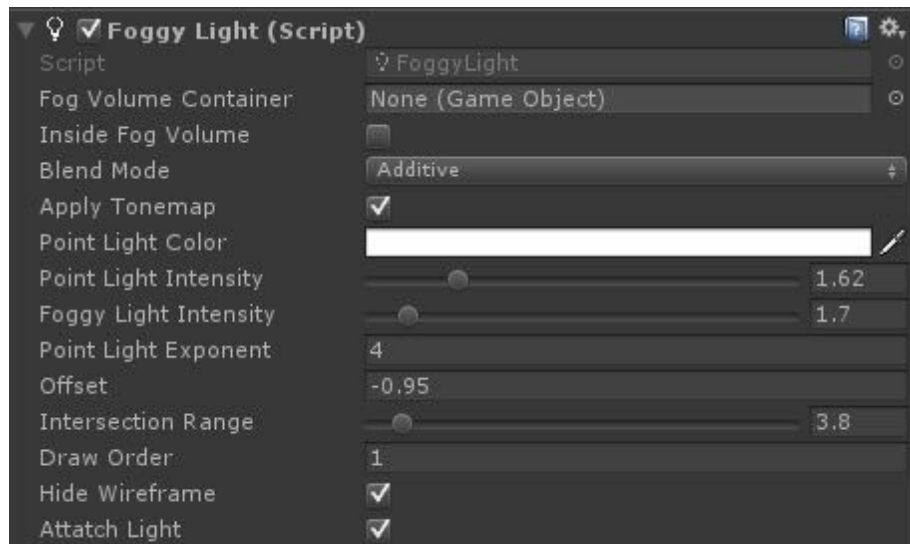 Foggy Light (Script)
Script FoggyLight
Fog Volume Container None (Game Object)
Inside Fog Volume
Blend Mode Additive
Apply Tonemap
Point Light Color
Point Light Intensity 1.62
Foggy Light Intensity 1.7
Point Light Exponent 4
Offset -0.95
Intersection Range 3.8
Draw Order 1
Hide Wireframe
Attatch Light